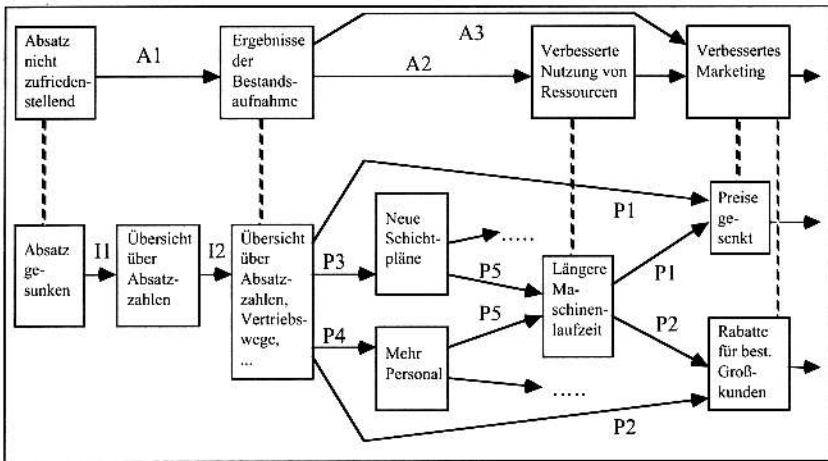 Absatz
nicht
zufrieden-
stellend
A1
Ergebnisse
der
Bestands-
aufnahme
A3
A2
Verbesserte
Nutzung von
Ressourcen
Verbessertes
Marketing
Absatz
ge-
sunken
I1
Übersicht
über
Absatz-
zahlen
I2
Übersicht
über
Absatz-
zahlen,
Vertriebs-
wege,
...
P3
P4
Neue
Schicht-
pläne
Mehr
Personal
.....
P5
P5
.....
Längere
Ma-
schinen-
laufzeit
P1
P1
P2
P2
Preise
ge-
senkt
Rabatte
für best.
Groß-
kunden